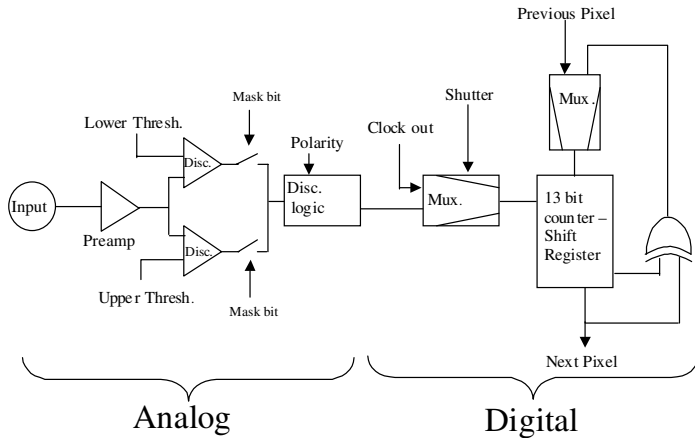 Previous Pixel
Mask bit
Shutter
Mux.
Lower Thresh.
Clock out
Polarity
Disc.
Disc.
logic
Mux.
13 bit
counter –
Shift
Register
Input
Preamp
Disc.
Upper Thresh.
Mask bit
Next Pixel
Analog
Digital